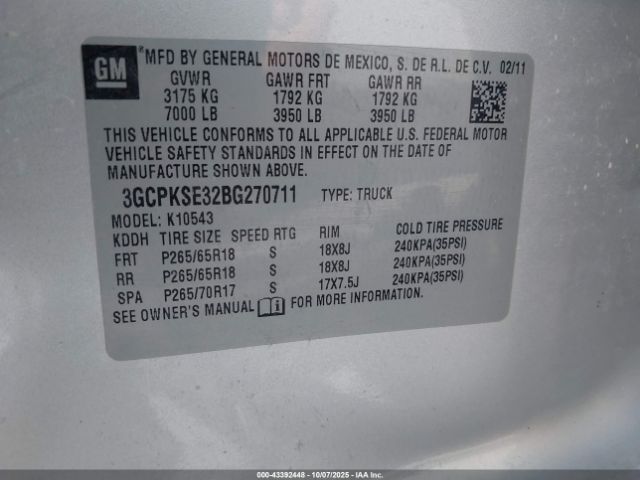 GM *MFD BY GENERAL MOTORS DE MEXICO, S. DE R.L. DE C.V. 02/11
GVWR GAWR FRT GAWR RR
3175 KG 1792 KG 1792 KG
7000 LB 3950 LB 3950 LB
THIS VEHICLE CONFORMS TO ALL APPLICABLE U.S. FEDERAL MOTOR
VEHICLE SAFETY STANDARDS IN EFFECT ON THE DATE OF
MANUFACTURE SHOWN ABOVE.
3GCPKSE32BG270711 TYPE: TRUCK
MODEL: K10543
KDDH TIRE SIZE SPEED RTG RIM COLD TIRE PRESSURE
FRT P265/65R18 S 18X8J 240KPA(35PSI)
RR P265/65R18 S 18X8J 240KPA(35PSI)
SPA P265/70R17 S 17X7.5J 240KPA(35PSI)
SEE OWNER'S MANUAL FOR MORE INFORMATION.
000-43392448 - 10/07/2025 - IAAI.COM